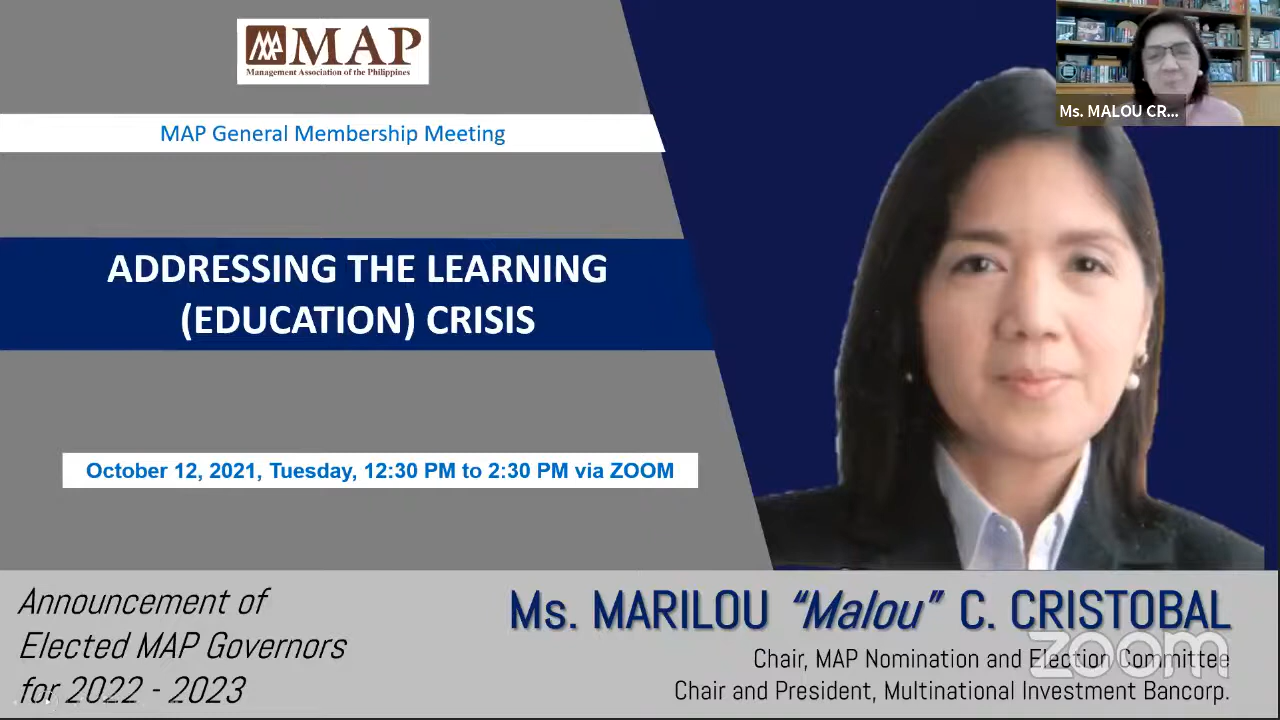 MAP
Management Association of the Philippines
Ms. MALOU CR...
MAP General Membership Meeting
ADDRESSING THE LEARNING
(EDUCATION) CRISIS
October 12, 2021, Tuesday, 12:30 PM to 2:30 PM via ZOOM
Announcement of
Elected MAP Governors
for 2022 - 2023
Ms. MARILOU "Malou" C. CRISTOBAL
Chair, MAP Nomination and Election Committee
Chair and President, Multinational Investment Bancorp.
zoom